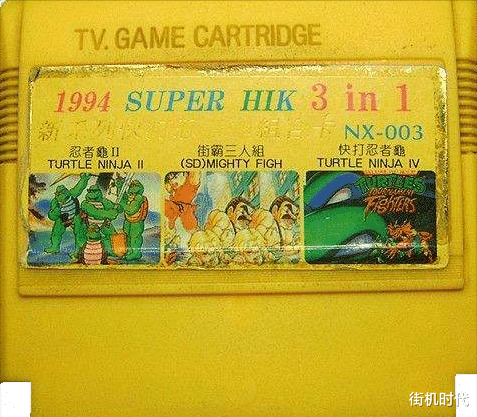 TV. GAME CARTRIDGE
1994 SUPER HIK 3 in 1
NX-003
忍者龜II
TURTLE NINJA II
街霸三人組
(SD)MIGHTY FIGH
快打忍者龜
TURTLE NINJA IV
TURTLES
TOURNAMENT
FIGHTERS
街机时代